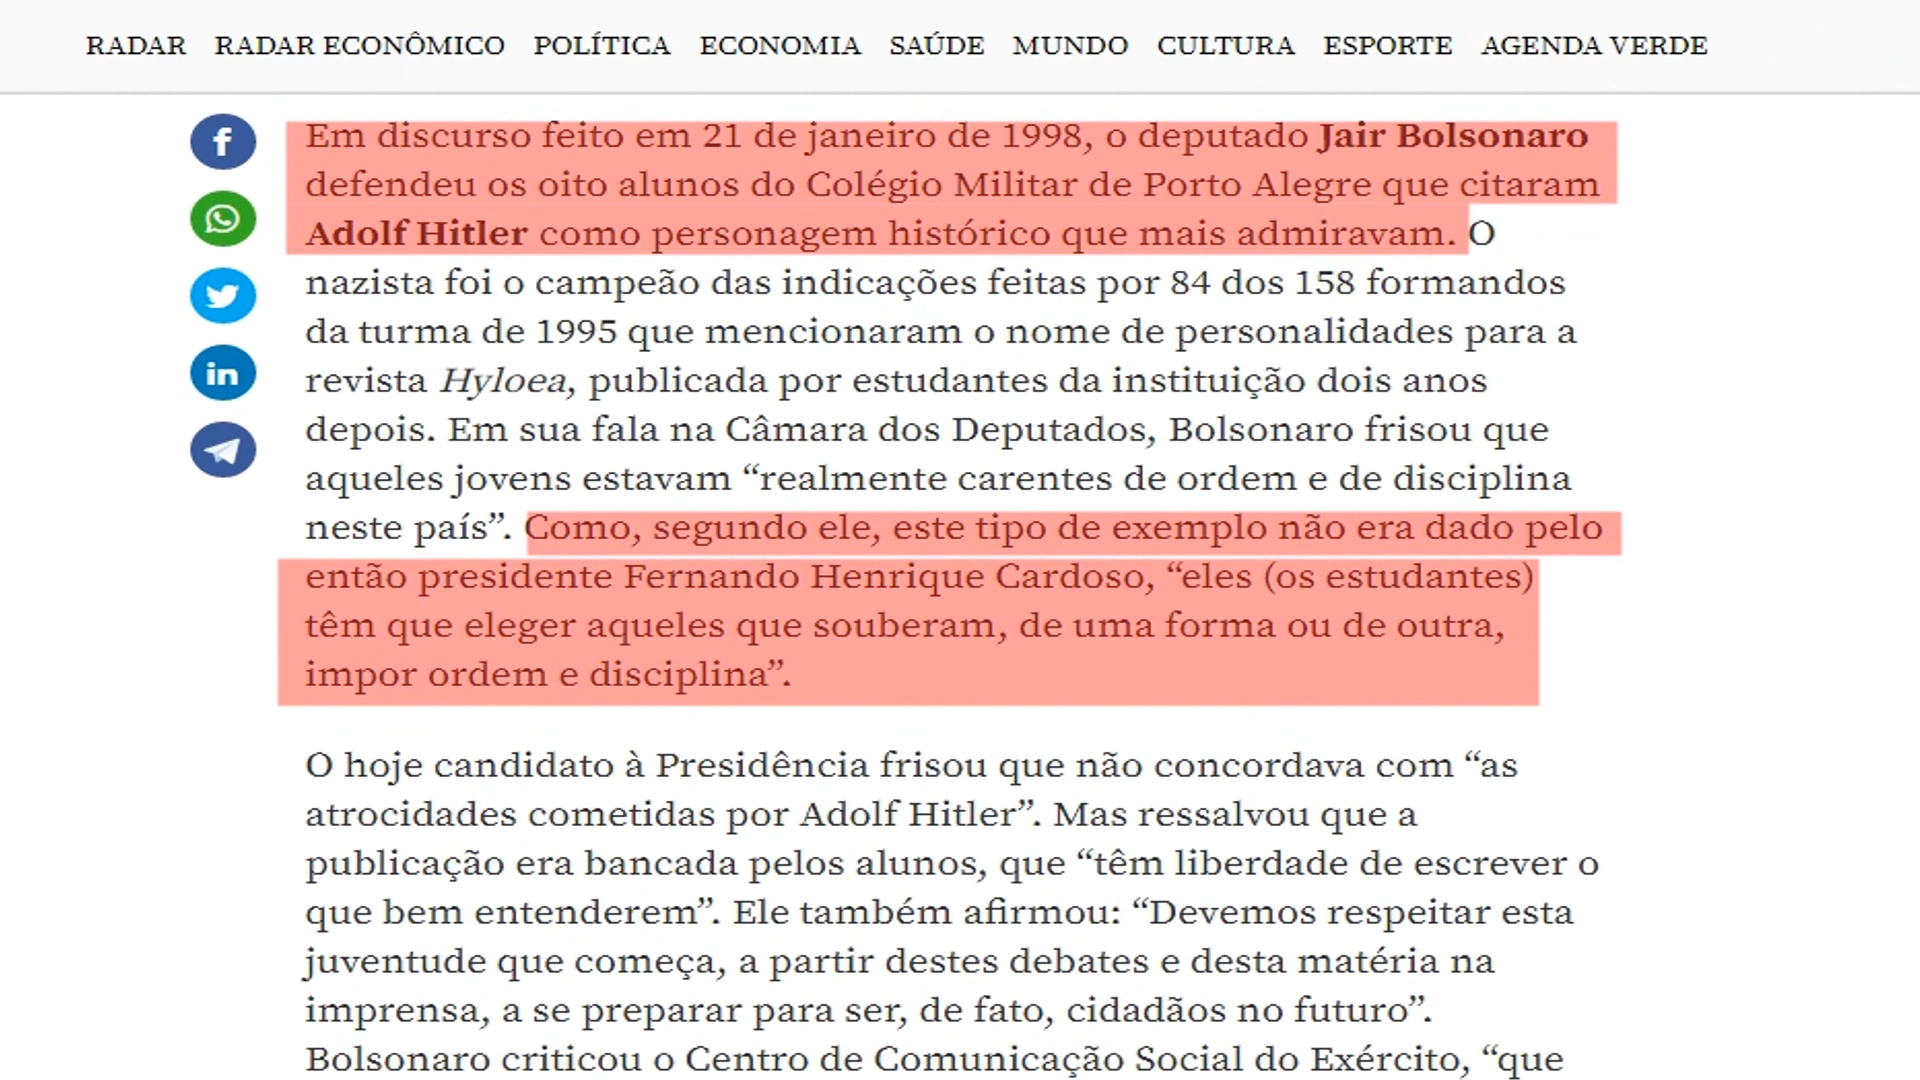 RADAR RADAR ECONÔMICO POLÍTICA ECONOMIA SAÚDE MUNDO CULTURA ESPORTE AGENDA VERDE
Em discurso feito em 21 de janeiro de 1998, o deputado Jair Bolsonaro
defendeu os oito alunos do Colégio Militar de Porto Alegre que citaram
Adolf Hitler como personagem histórico que mais admiravam. O
nazista foi o campeão das indicações feitas por 84 dos 158 formandos
da turma de 1995 que mencionaram o nome de personalidades para a
revista Hyloea, publicada por estudantes da instituição dois anos
depois. Em sua fala na Câmara dos Deputados, Bolsonaro frisou que
aqueles jovens estavam “realmente carentes de ordem e de disciplina
neste país”. Como, segundo ele, este tipo de exemplo não era dado pelo
então presidente Fernando Henrique Cardoso, “eles (os estudantes)
têm que eleger aqueles que souberam, de uma forma ou de outra,
impor ordem e disciplina”.
O hoje candidato à Presidência frisou que não concordava com “as
atrocidades cometidas por Adolf Hitler”. Mas ressalvou que a
publicação era bancada pelos alunos, que “têm liberdade de escrever o
que bem entenderem”. Ele também afirmou: “Devemos respeitar esta
juventude que começa, a partir destes debates e desta matéria na
imprensa, a se preparar para ser, de fato, cidadãos no futuro”.
Bolsonaro criticou o Centro de Comunicação Social do Exército, “que